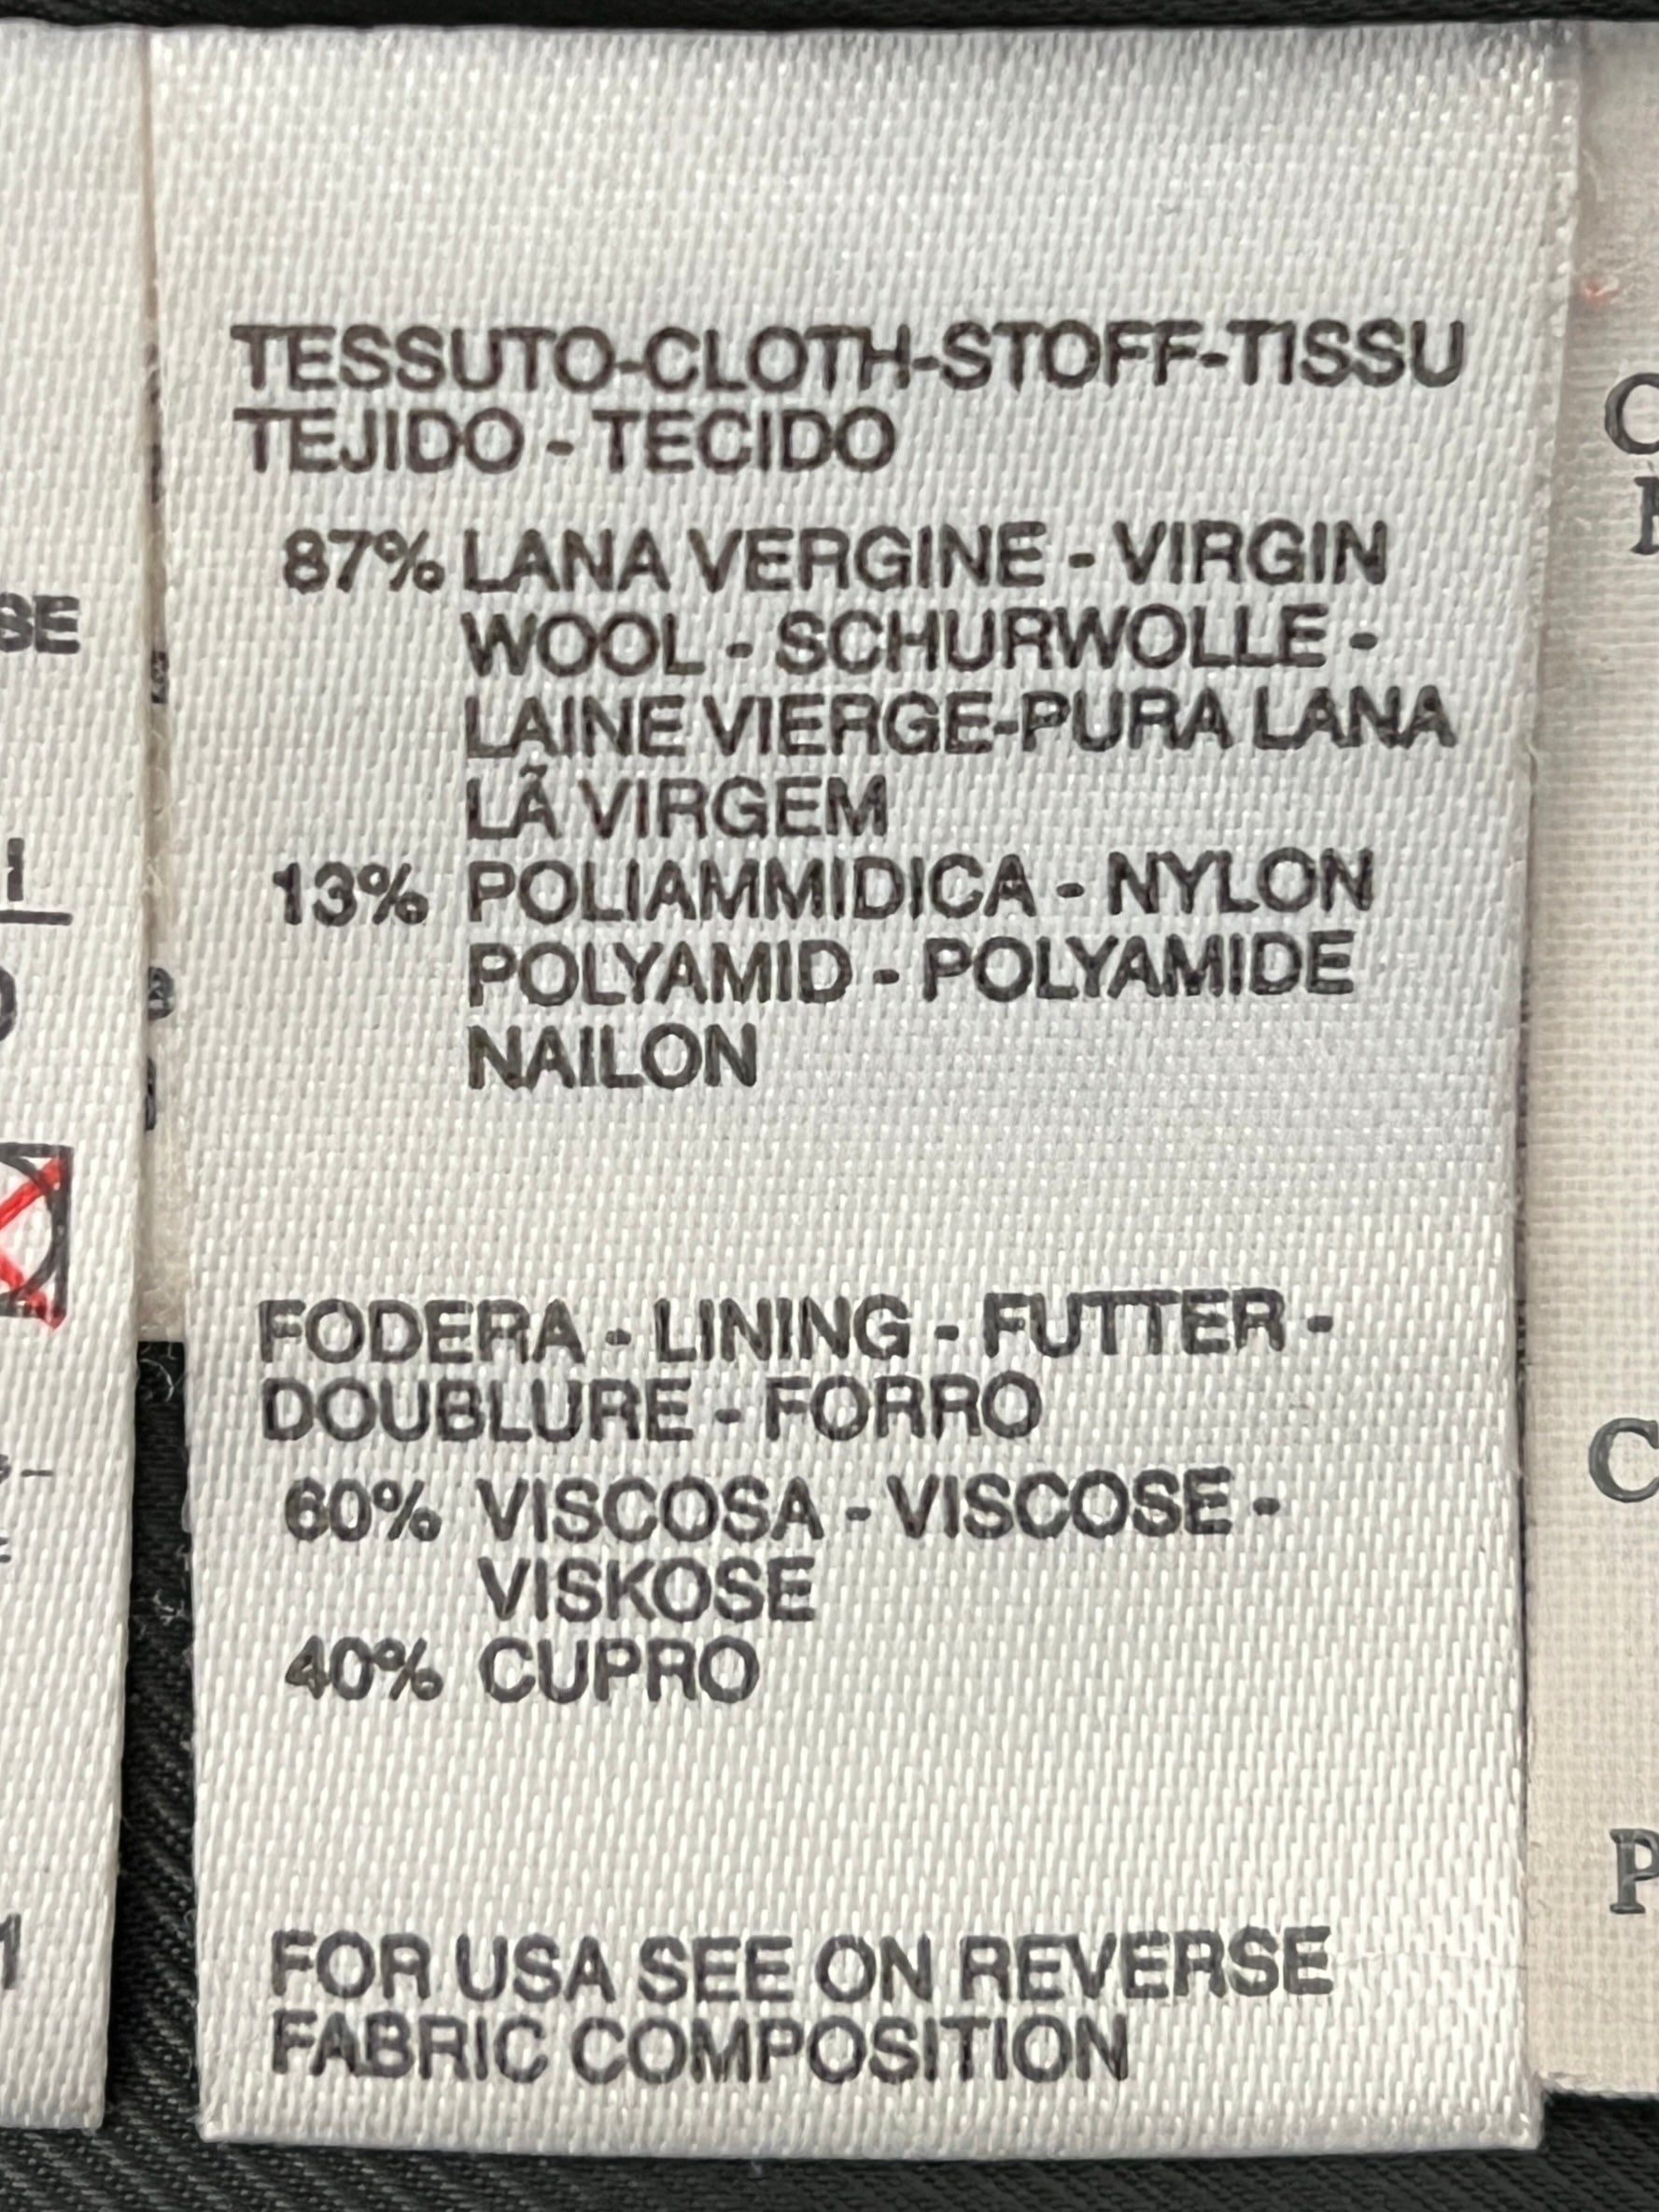 TESSUTO-CLOTH-STOFF-TISSU
TEJIDO - TECIDO
87% LANA VERGINE - VIRGIN
WOOL - SCHURWOLLE -
LAINE VIERGE-PURA LANA
LÃ VIRGEM
13% POLIAMMIDICA - NYLON
POLYAMID - POLYAMIDE
NAILON
FODERA - LINING - FUTTER -
DOUBLURE - FORRO
60% VISCOSA - VISCOSE -
VISKOSE
40% CUPRO
FOR USA SEE ON REVERSE
FABRIC COMPOSITION